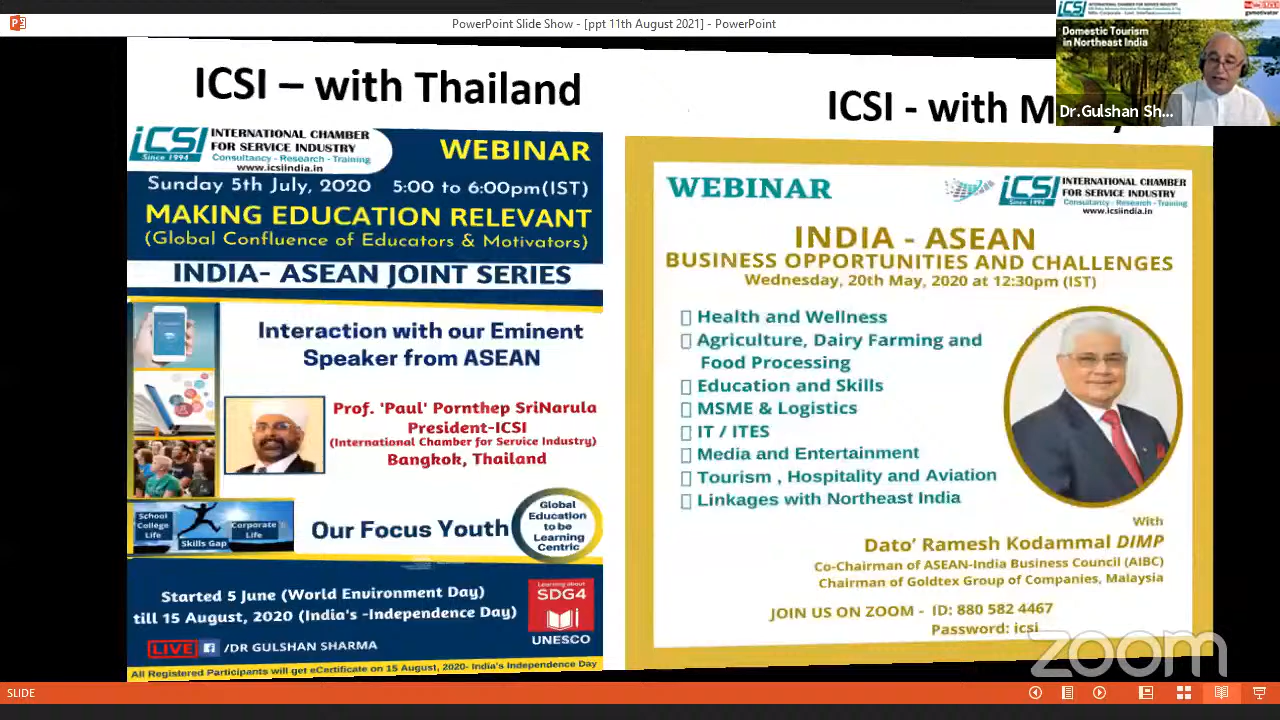 PowerPoint Slide Show - [ppt 11th August 2021] - PowerPoint
ICSI
INTERNATIONAL CHAMBER FOR SERVICE INDUSTRY
Domestic Tourism
in Northeast India
Dr.Gulshan Sh...
ICSI – with Thailand
iCSI
Since 1994
INTERNATIONAL CHAMBER
FOR SERVICE INDUSTRY
Consultancy - Research - Training
www.icsiindia.in
WEBINAR
Sunday 5th July, 2020 5:00 to 6:00pm(IST)
MAKING EDUCATION RELEVANT
(Global Confluence of Educators & Motivators)
INDIA- ASEAN JOINT SERIES
Interaction with our Eminent
Speaker from ASEAN
Prof. 'Paul' Pornthep SriNarula
President-ICSI
(International Chamber for Service Industry)
Bangkok, Thailand
School
College
Life
Skills Gap
Corporate
Life
Our Focus Youth
Global
Education
to be
Learning
Centric
Started 5 June (World Environment Day)
till 15 August, 2020 (India's -Independence Day)
Learning about
SDG4
UNESCO
LIVE f /DR GULSHAN SHARMA
All Registered Participants will get eCertificate on 15 August, 2020- India's Independence Day
ICSI - with M
WEBINAR
iCSI
Since 1994
INTERNATIONAL CHAMBER
FOR SERVICE INDUSTRY
Consultancy - Research - Training
www.icsiindia.in
INDIA - ASEAN
BUSINESS OPPORTUNITIES AND CHALLENGES
Wednesday, 20th May, 2020 at 12:30pm (IST)
Health and Wellness
Agriculture, Dairy Farming and
Food Processing
Education and Skills
MSME & Logistics
IT / ITES
Media and Entertainment
Tourism , Hospitality and Aviation
Linkages with Northeast India
With
Dato' Ramesh Kodammal DIMP
Co-Chairman of ASEAN-India Business Council (AIBC)
Chairman of Goldtex Group of Companies, Malaysia
JOIN US ON ZOOM - ID: 880 582 4467
Password: icsi
zoom
SLIDE